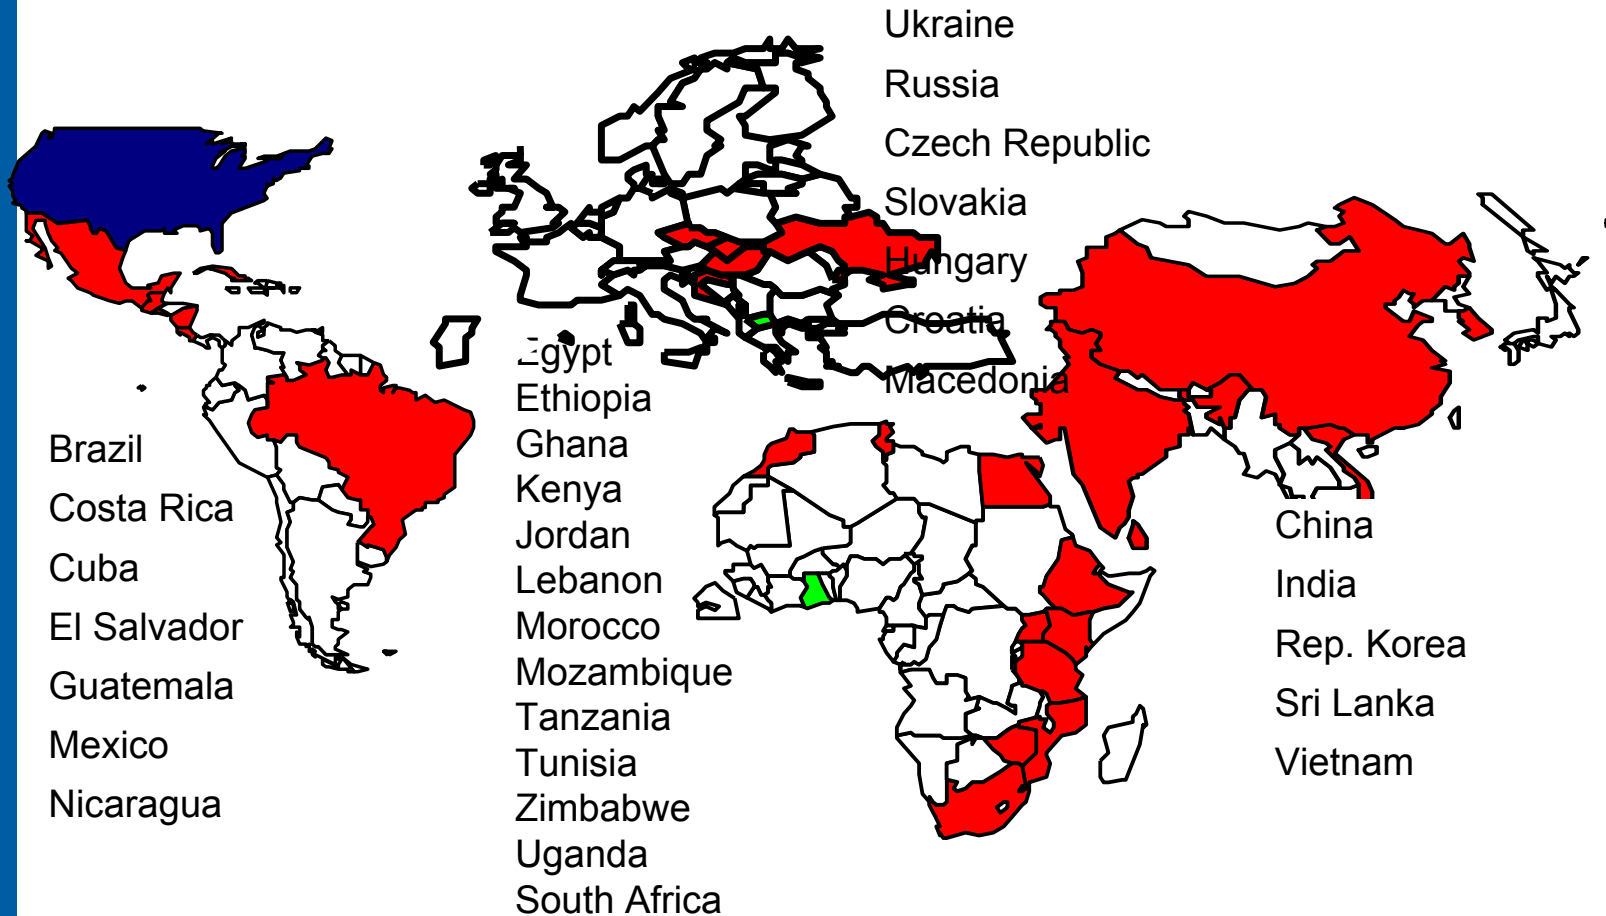 Ukraine
Russia
Czech Republic
Slovakia
Hungary
Croatia
Macedonia
Egypt
Ethiopia
Ghana
Kenya
Jordan
Lebanon
Morocco
Mozambique
Tanzania
Tunisia
Zimbabwe
Uganda
South Africa
Brazil
Costa Rica
Cuba
El Salvador
Guatemala
Mexico
Nicaragua
China
India
Rep. Korea
Sri Lanka
Vietnam